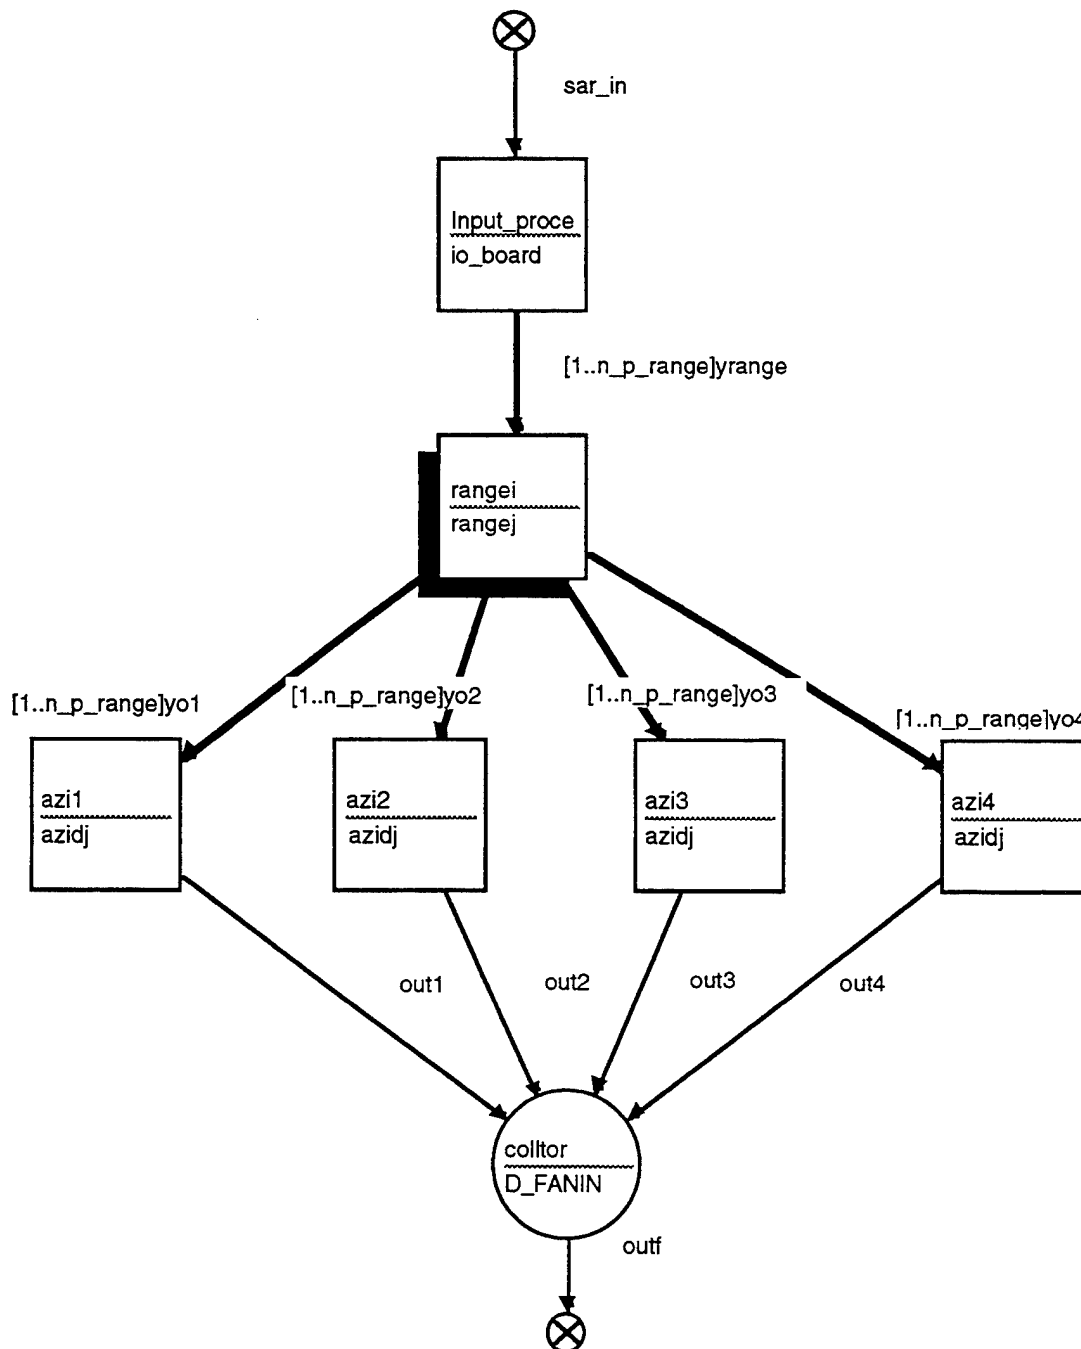 sar_in
Input_proce
io_board
[1..n_p_range]yrange
rangei
rangej
[1..n_p_range]yo1
[1..n_p_range]yo2
[1..n_p_range]yo3
[1..n_p_range]yo4
azi1
azidj
azi2
azidj
azi3
azidj
azi4
azidj
out1
out2
out3
out4
colltor
D_FANIN
outf